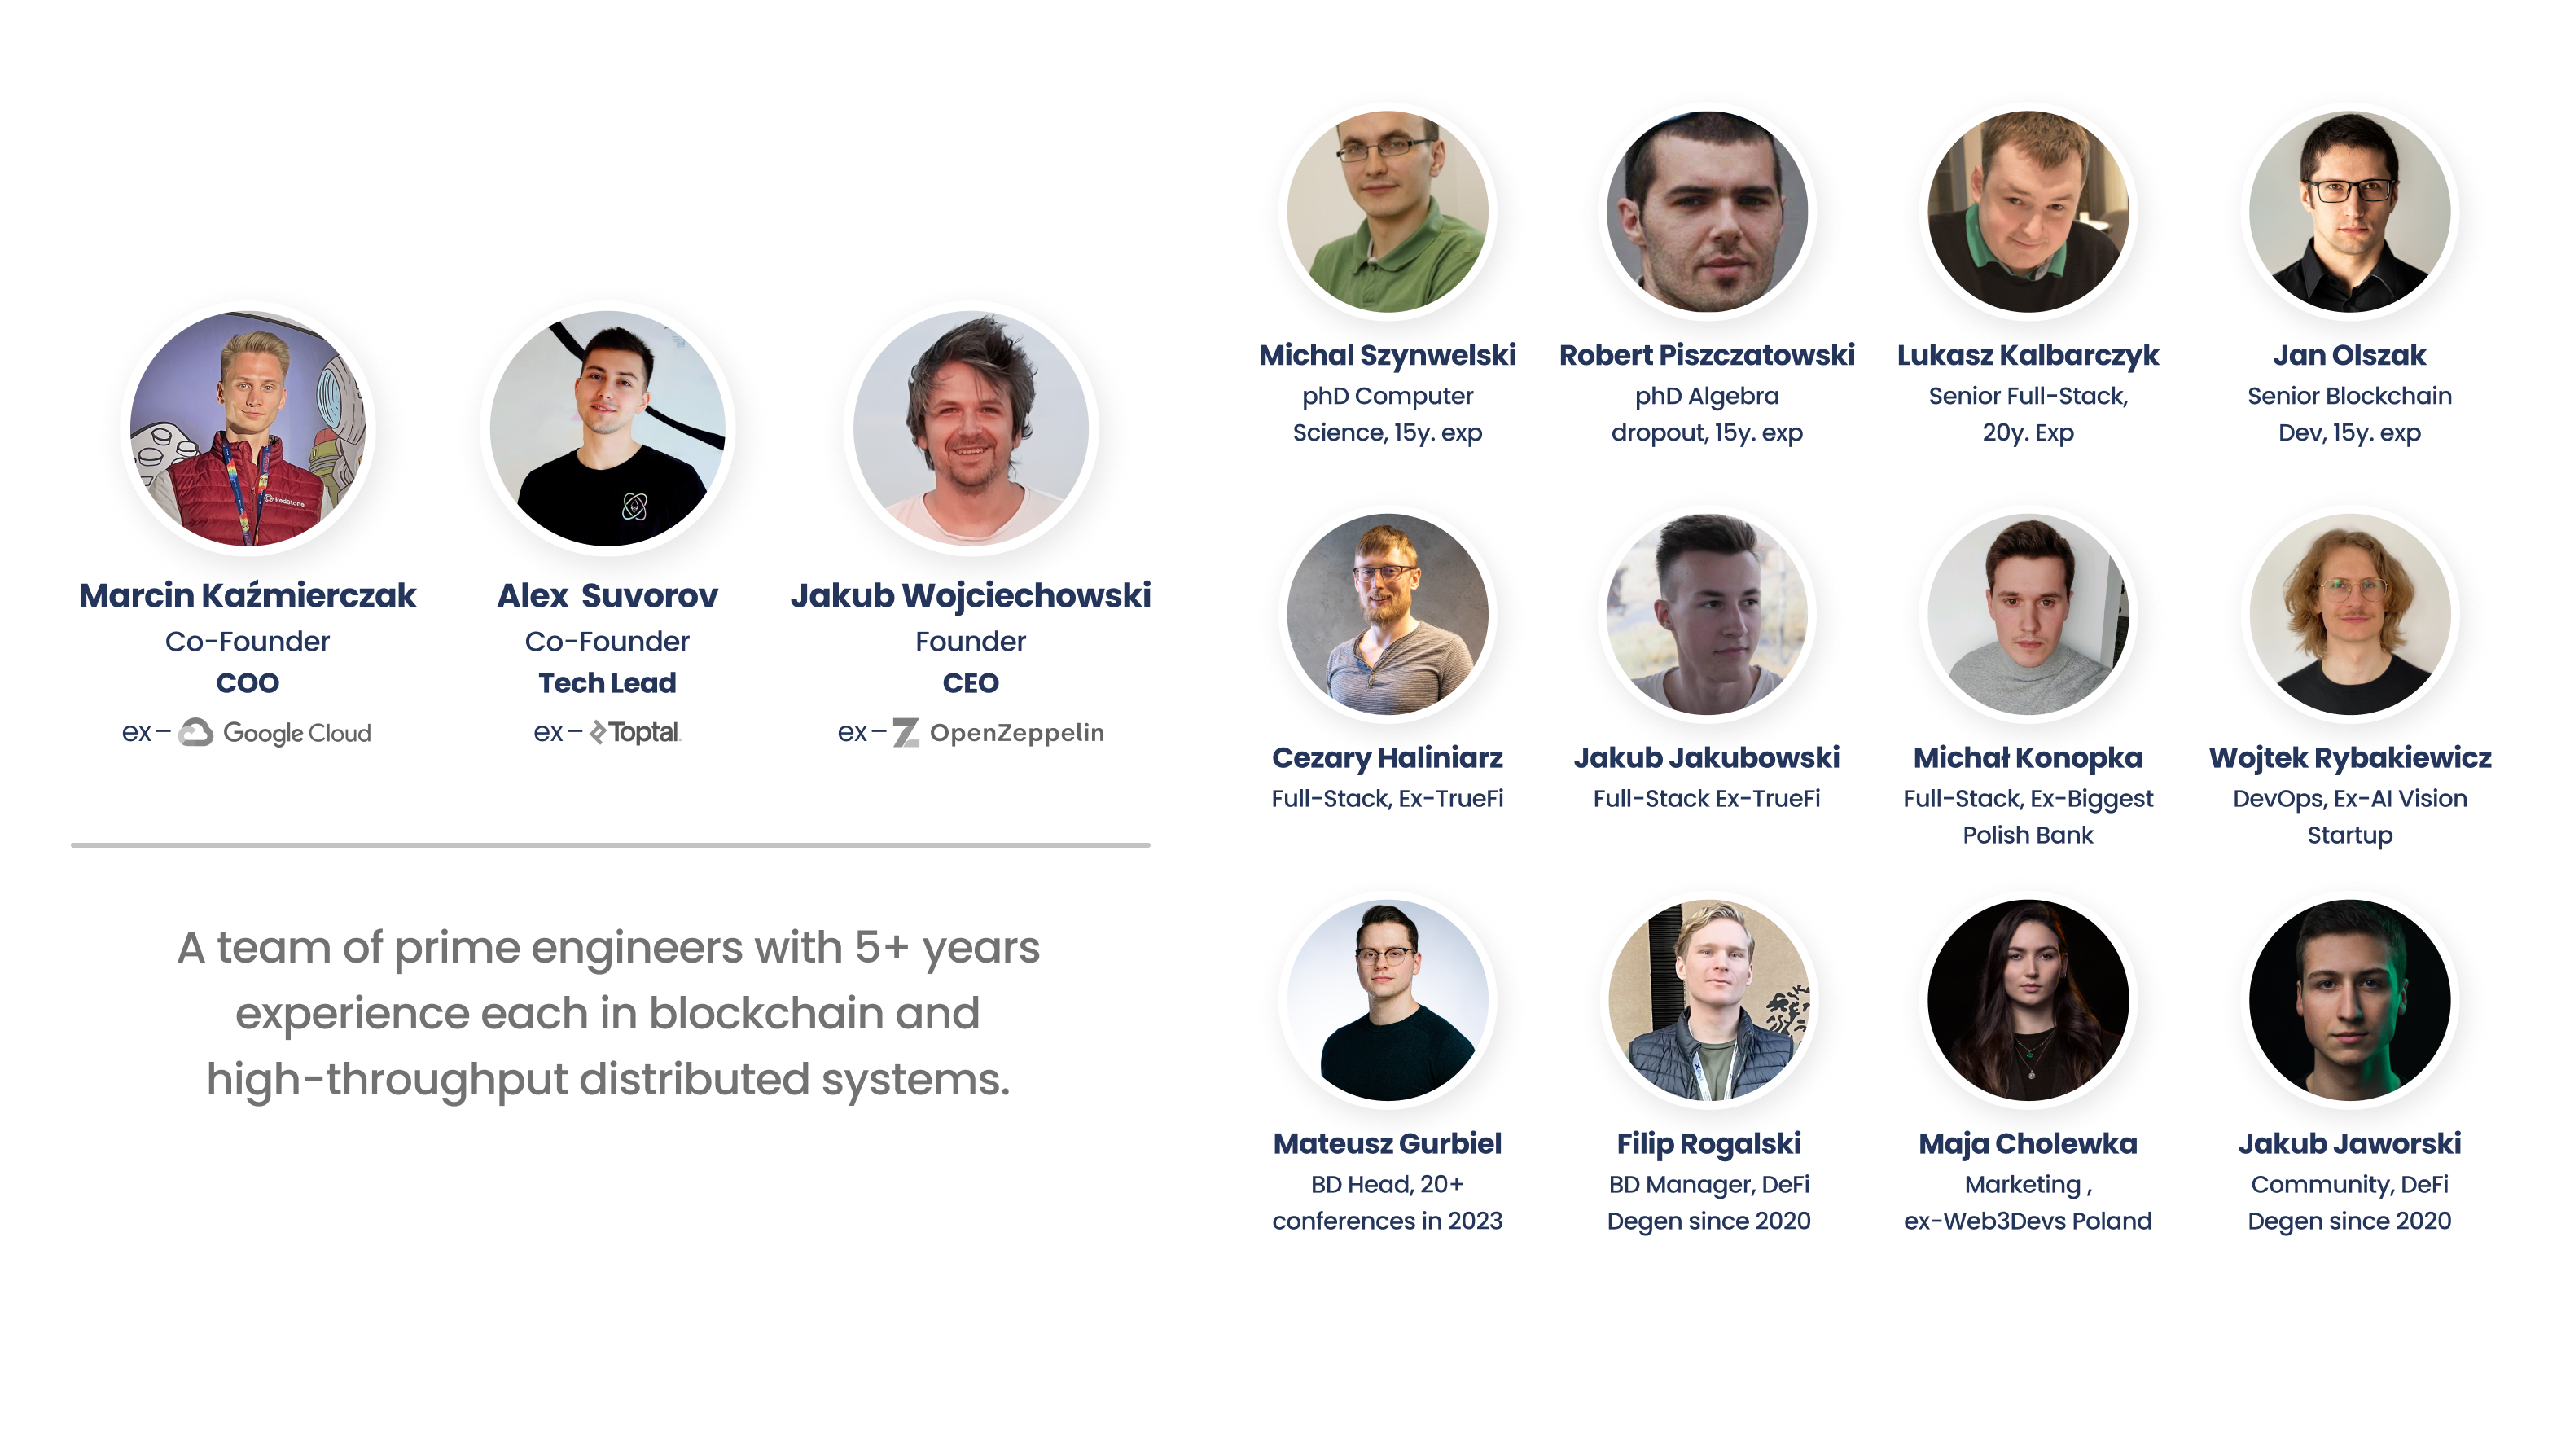 Marcin Kaźmierczak
Co-Founder
COO
ex– Google Cloud
Alex Suvorov
Co-Founder
Tech Lead
ex– Toptal.
Jakub Wojciechowski
Founder
CEO
ex– OpenZeppelin
A team of prime engineers with 5+ years
experience each in blockchain and
high-throughput distributed systems.
Michal Szynwelski
phD Computer
Science, 15y. exp
Robert Piszczatowski
phD Algebra
dropout, 15y. exp
Lukasz Kalbarczyk
Senior Full-Stack,
20y. Exp
Jan Olszak
Senior Blockchain
Dev, 15y. exp
Cezary Haliniarz
Full-Stack, Ex-TrueFi
Jakub Jakubowski
Full-Stack Ex-TrueFi
Michał Konopka
Full-Stack, Ex-Biggest
Polish Bank
Wojtek Rybakiewicz
DevOps, Ex-AI Vision
Startup
Mateusz Gurbiel
BD Head, 20+
conferences in 2023
Filip Rogalski
BD Manager, DeFi
Degen since 2020
Maja Cholewka
Marketing ,
ex-Web3Devs Poland
Jakub Jaworski
Community, DeFi
Degen since 2020
RedStone